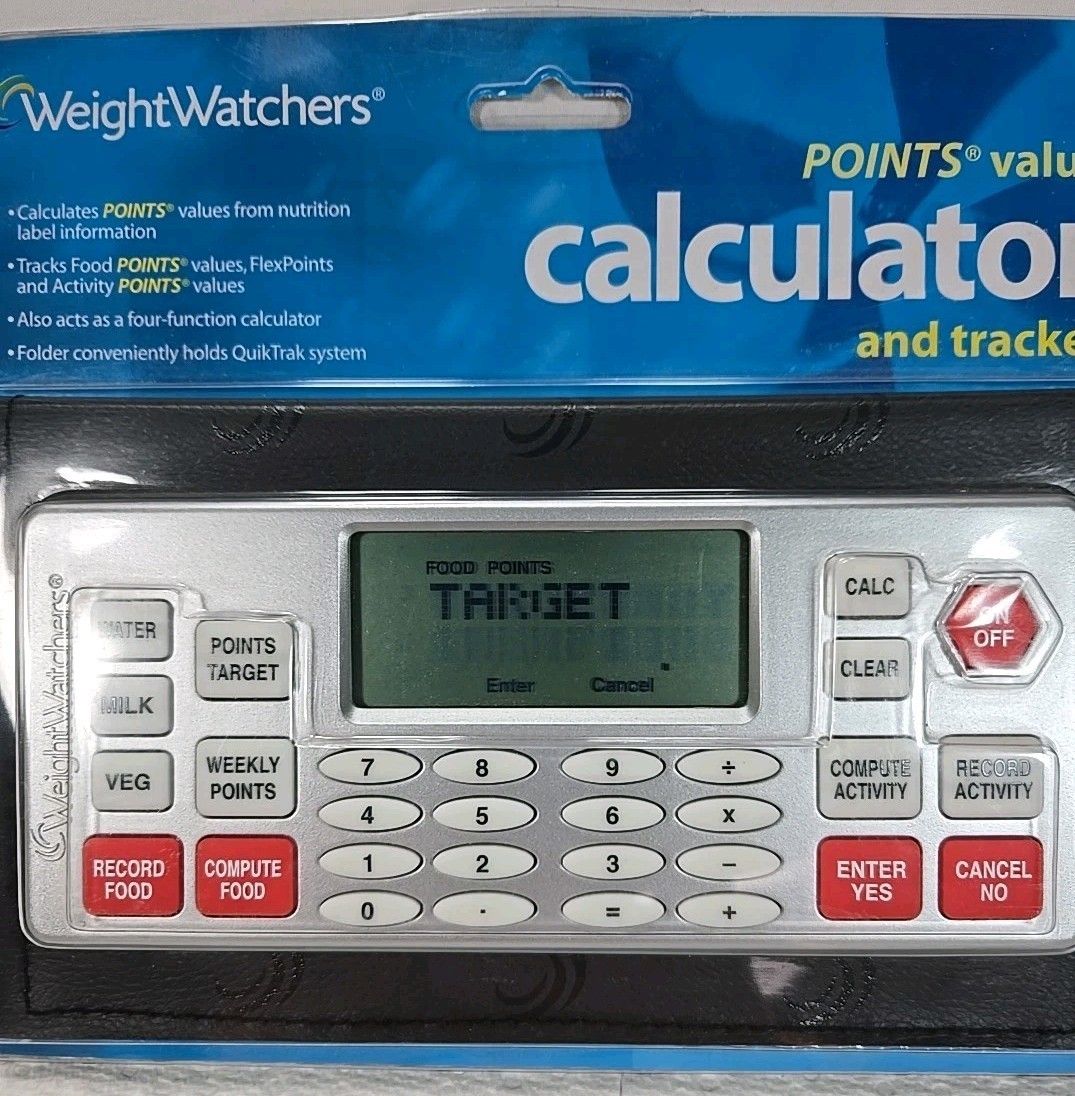 WeightWatchers®
POINTS® valu
calculator
and tracke
•Calculates POINTS® values from nutrition
label information
•Tracks Food POINTS® values, FlexPoints
and Activity POINTS® values
•Also acts as a four-function calculator
•Folder conveniently holds QuikTrak system
WeightWatchers®
FOOD POINTS
TARGET
Enter Cancel
WATER
MILK
VEG
POINTS
TARGET
WEEKLY
POINTS
RECORD
FOOD
COMPUTE
FOOD
7 8 9 ÷
4 5 6 x
1 2 3 −
0 . = +
CALC
CLEAR
ON
OFF
COMPUTE
ACTIVITY
RECORD
ACTIVITY
ENTER
YES
CANCEL
NO